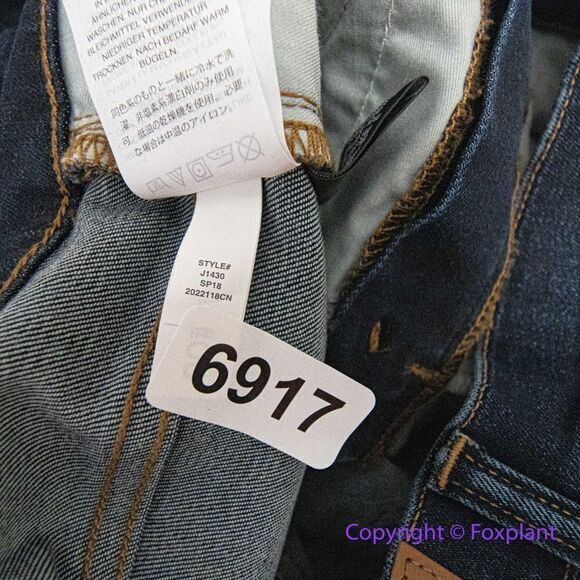 WASCHEN NUR CH
BLEICHMITTEL VERWENDEN
NIEDRIGER TEMPERATUR
TROCKNEN. NACH BEDARF WARM
BÜGELN.
同色系のものと一緒に冷水で洗
濯。非塩素系漂白剤のみ使用
可。低温の乾燥機を使用。必要
な場合は中温のアイロン。
STYLE#
J1430
SP18
2022118CN
6917
Copyright © Foxplant